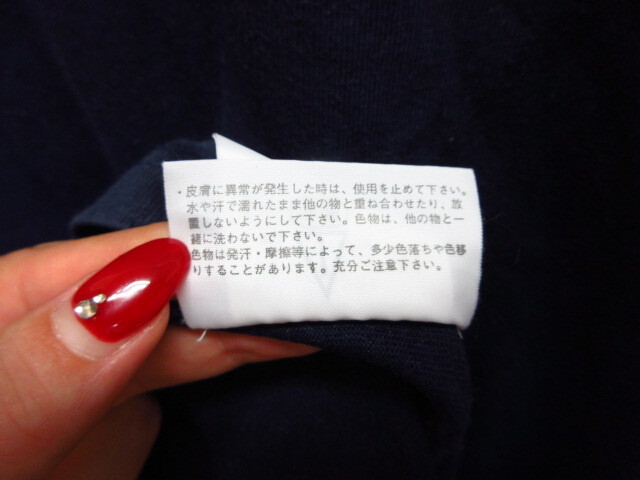 ・皮膚に異常が発生した時は、使用を止めて下さい。
水や汗で濡れたまま他の物と重ね合わせたり、放
置しないようにして下さい。色物は、他の物と一
緒に洗わないで下さい。
色物は発汗・摩擦等によって、多少色落ちや色移
りすることがあります。充分ご注意下さい。